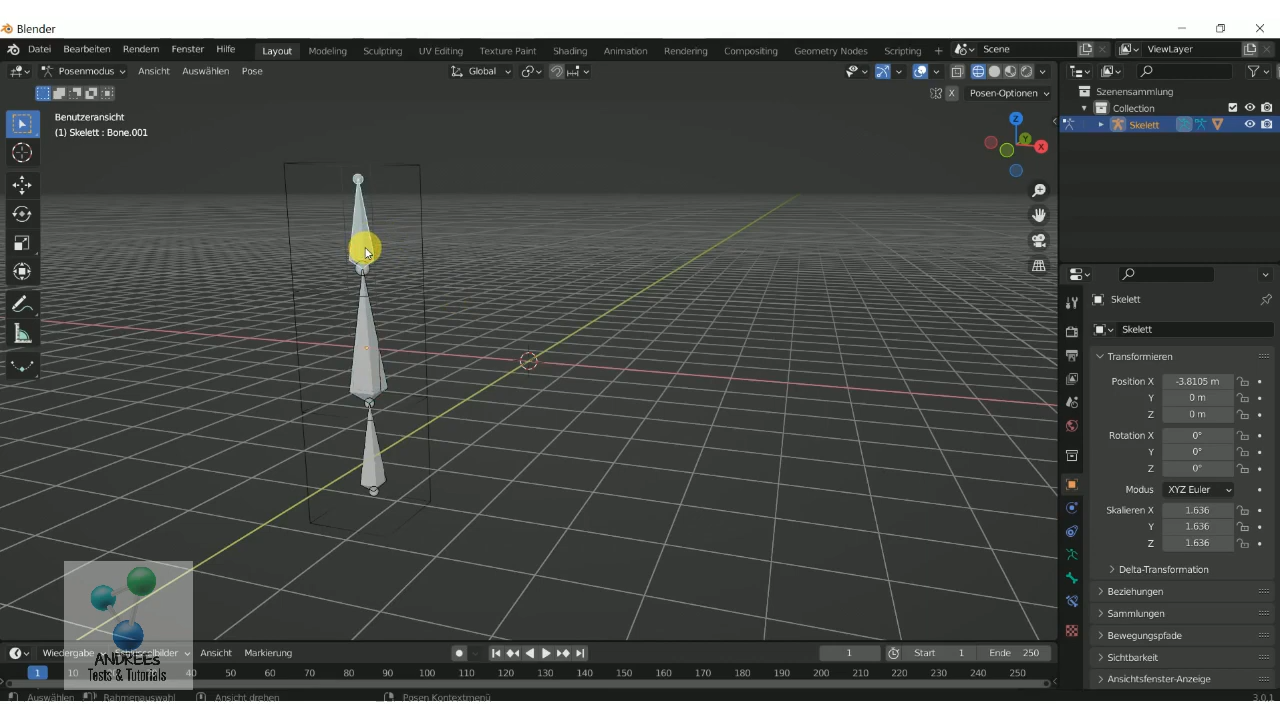 Blender
Datei Bearbeiten Rendern Fenster Hilfe Layout Modeling Sculpting UV Editing Texture Paint Shading Animation Rendering Compositing Geometry Nodes Scripting + Scene ViewLayer
Posenmodus Ansicht Auswählen Pose Global
X Posen-Optionen
Benutzeransicht
(1) Skelett : Bone.001
Z
Y
X
Szenensammlung
Collection
Skelett
Skelett
Skelett
Transformieren
Position X -3.8105 m
Y 0 m
Z 0 m
Rotation X 0°
Y 0°
Z 0°
Modus XYZ Euler
Skalieren X 1.636
Y 1.636
Z 1.636
Delta-Transformation
Beziehungen
Sammlungen
Bewegungspfade
Sichtbarkeit
Ansichtsfenster-Anzeige
Wiedergabe Ansicht Markierung 1 Start 1 Ende 250
ANDREEs
Tests & Tutorials
1 40 50 60 70 80 90 100 110 120 130 140 150 160 170 180 190 200 210 220 230 240 250
Auswählen Rahmenauswahl Ansicht drehen Posen Kontextmenü 3.0.1